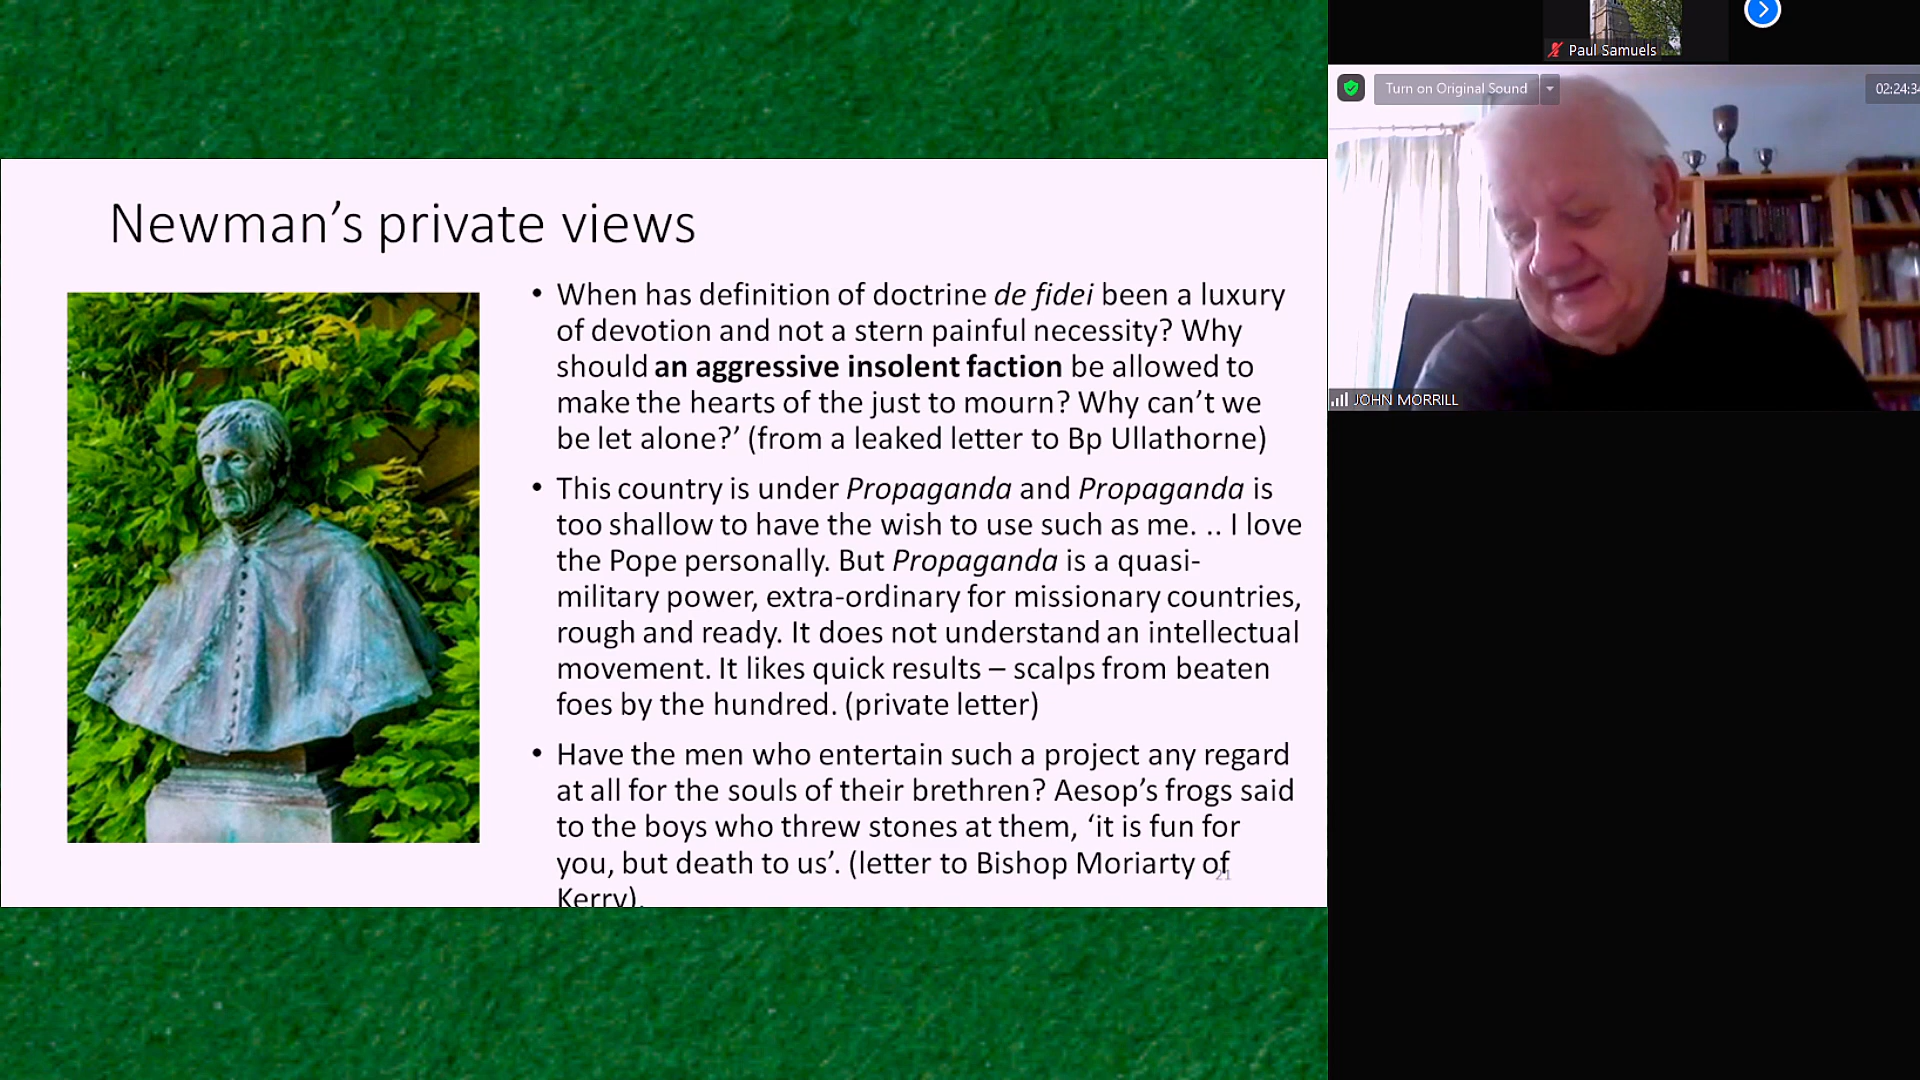 Paul Samuels
Turn on Original Sound
02:24:34
JOHN MORRILL
Newman’s private views
• When has definition of doctrine de fidei been a luxury
of devotion and not a stern painful necessity? Why
should an aggressive insolent faction be allowed to
make the hearts of the just to mourn? Why can’t we
be let alone?’ (from a leaked letter to Bp Ullathorne)
• This country is under Propaganda and Propaganda is
too shallow to have the wish to use such as me. .. I love
the Pope personally. But Propaganda is a quasi-
military power, extra-ordinary for missionary countries,
rough and ready. It does not understand an intellectual
movement. It likes quick results – scalps from beaten
foes by the hundred. (private letter)
• Have the men who entertain such a project any regard
at all for the souls of their brethren? Aesop’s frogs said
to the boys who threw stones at them, ‘it is fun for
you, but death to us’. (letter to Bishop Moriarty of
Kerry).
21